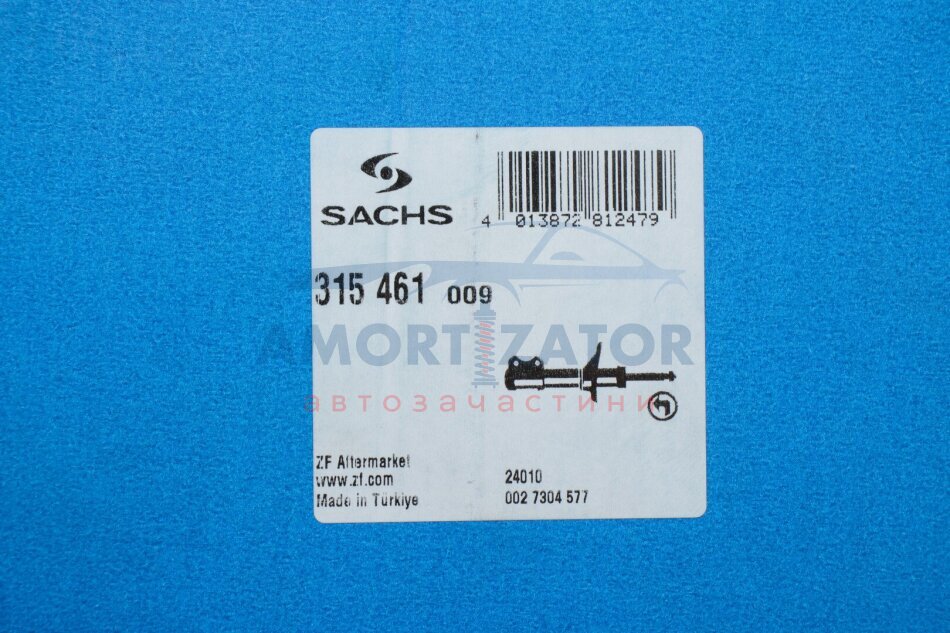 SACHS
4 013872 812479
315 461 009
AMORTIZATOR
автозачастини
ZF Aftermarket
www.zf.com
Made in Türkiye
24010
002 7304 577